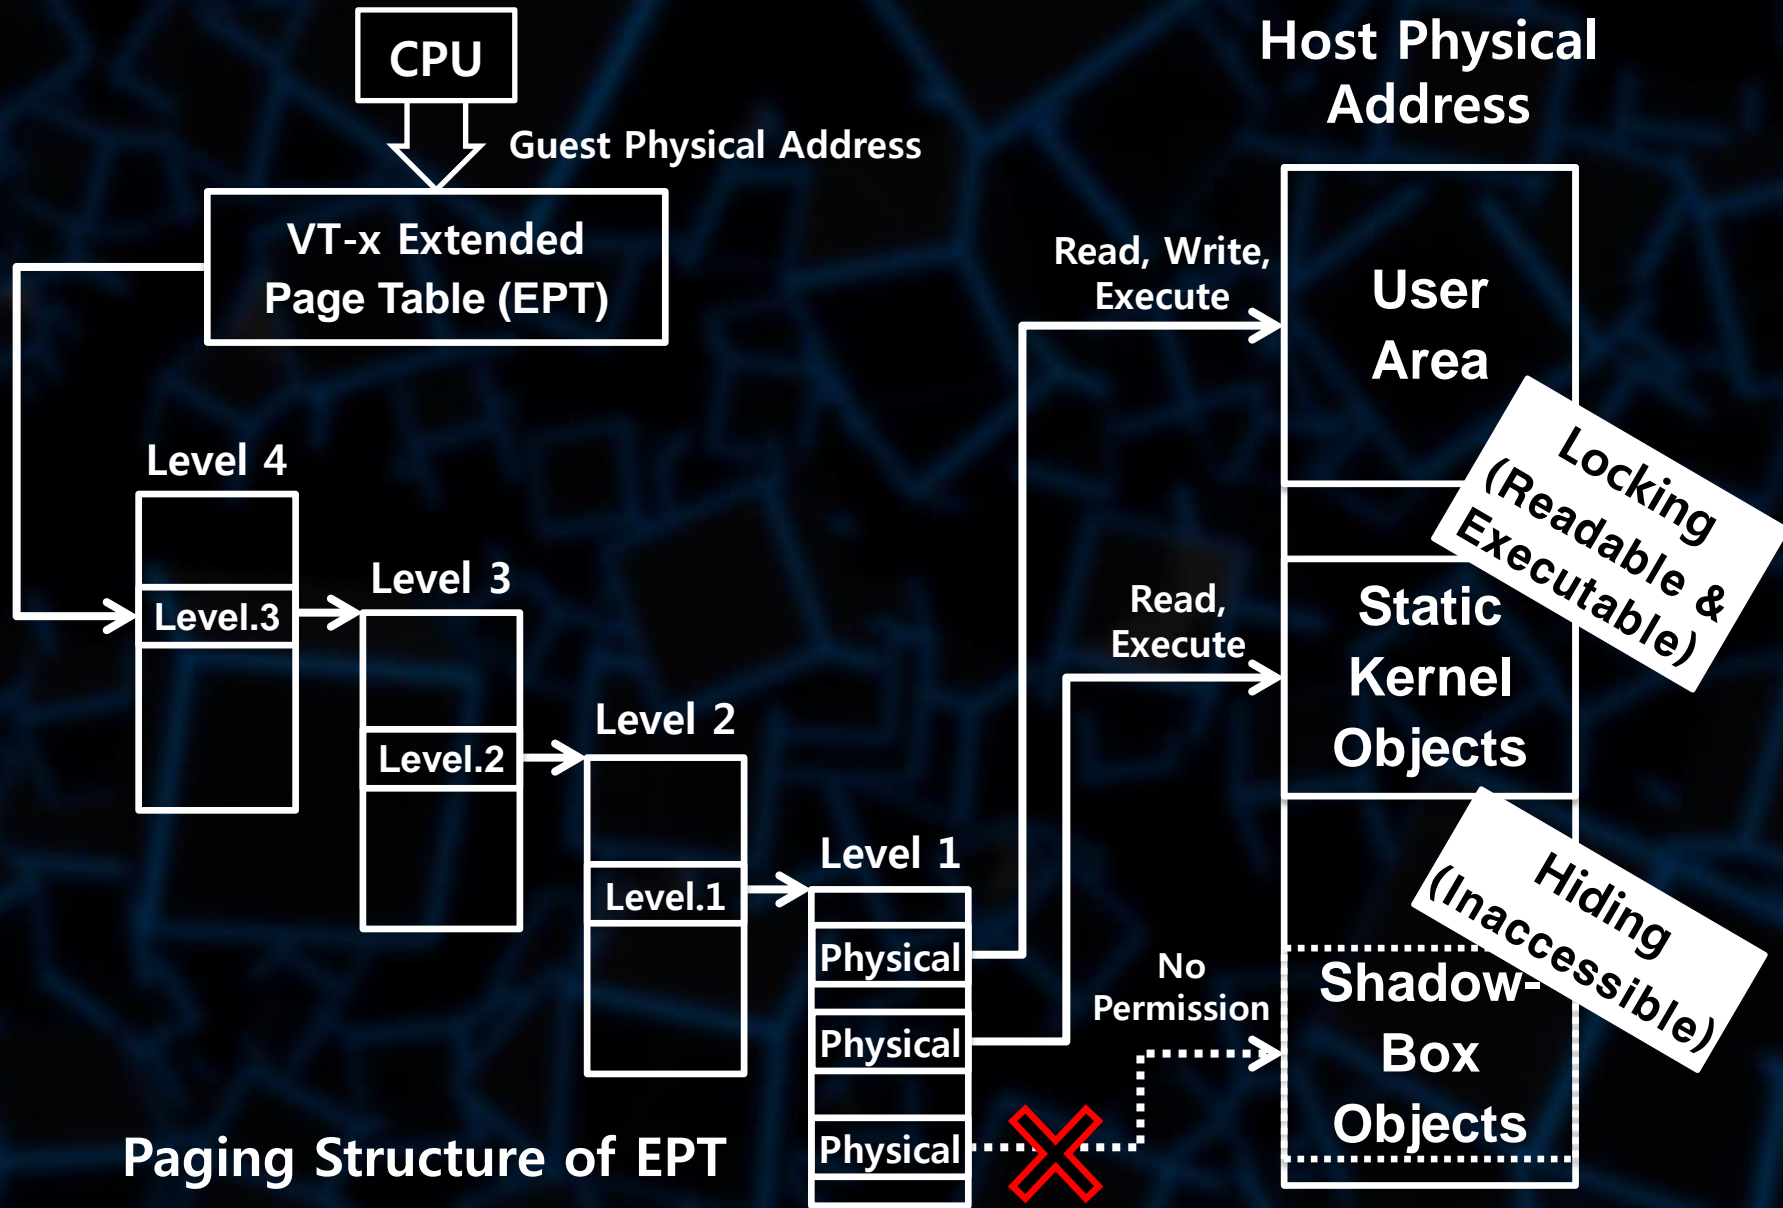 CPU
Guest Physical Address
VT-x Extended
Page Table (EPT)
Level 4
Level.3
Level 3
Level.2
Level 2
Level.1
Level 1
Physical
Physical
Physical
Paging Structure of EPT
Host Physical
Address
Read, Write,
Execute
User
Area
Locking
(Readable &
Executable)
Read,
Execute
Static
Kernel
Objects
Hiding
(Inaccessible)
No
Permission
Shadow-
Box
Objects